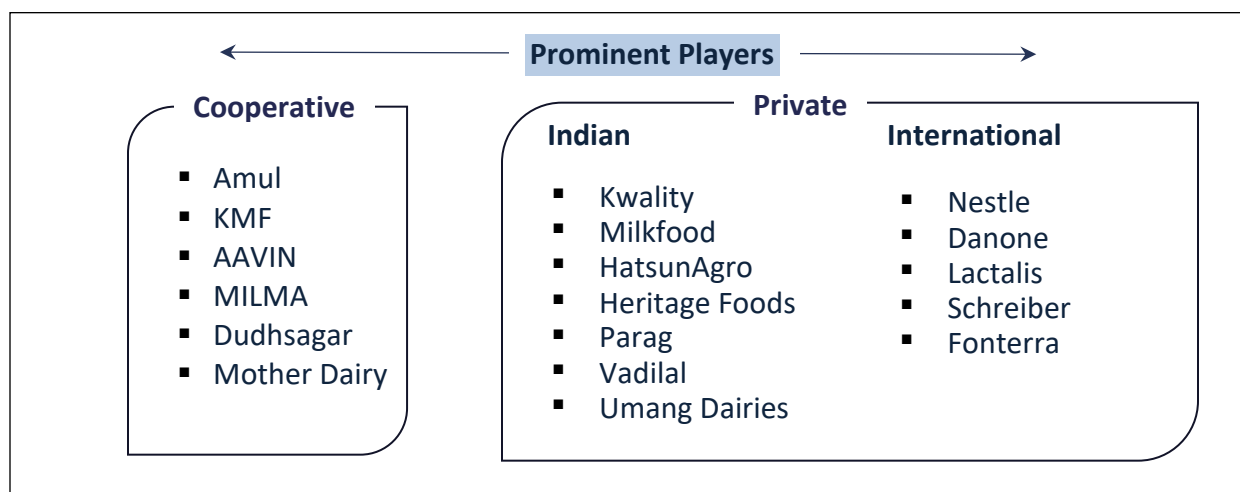 Prominent Players
Cooperative
▪ Amul
▪ KMF
▪ AAVIN
▪ MILMA
▪ Dudhsagar
▪ Mother Dairy
Private
Indian
▪ Kwality
▪ Milkfood
▪ HatsunAgro
▪ Heritage Foods
▪ Parag
▪ Vadilal
▪ Umang Dairies
International
▪ Nestle
▪ Danone
▪ Lactalis
▪ Schreiber
▪ Fonterra